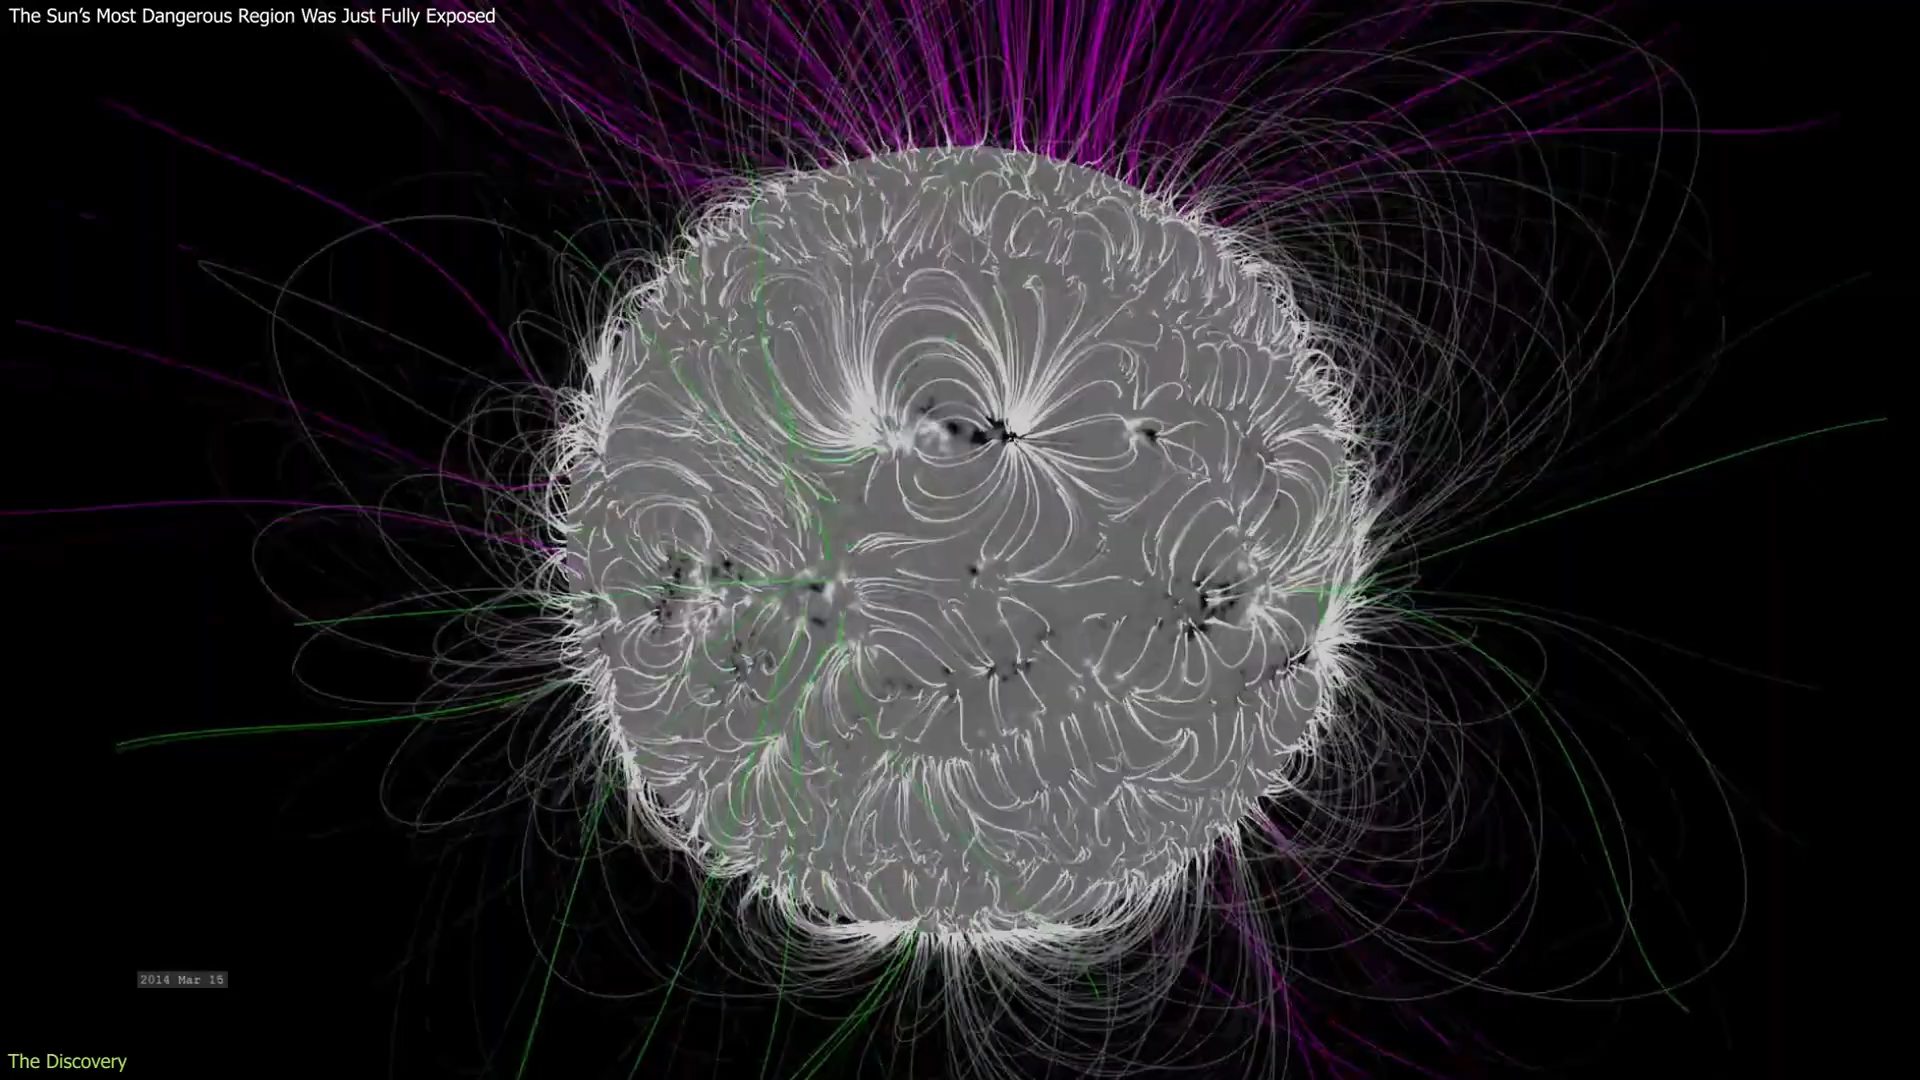 The Sun’s Most Dangerous Region Was Just Fully Exposed
2014 Mar 15
The Discovery